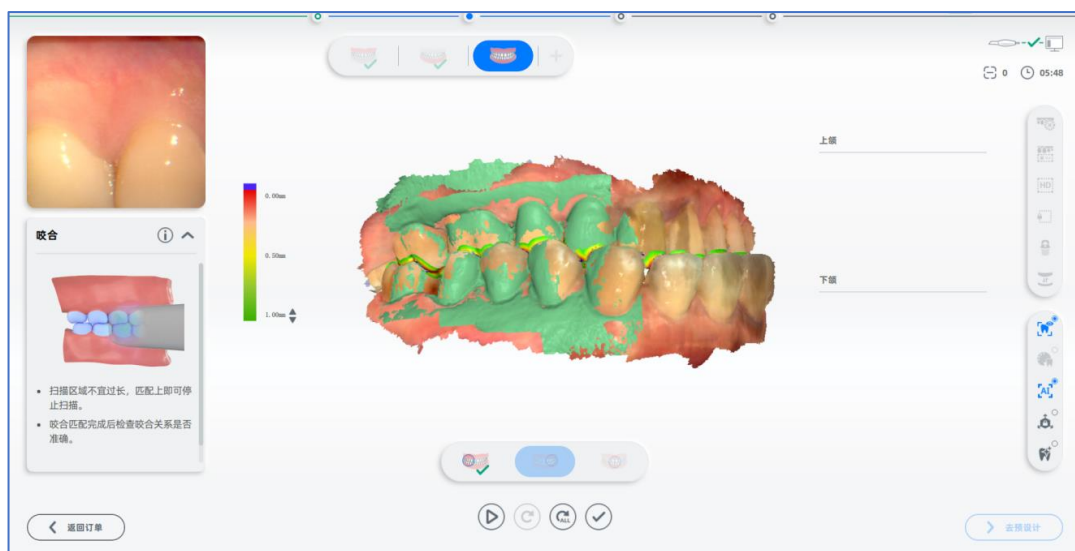 0
05:48
上颌
0.00mm
咬合
0.50mm
下颌
1.00mm
HD
AI
扫描区域不宜过长，匹配上即可停
止扫描。
咬合匹配完成后检查咬合关系是否
准确。
ALL
返回订单
去预设计